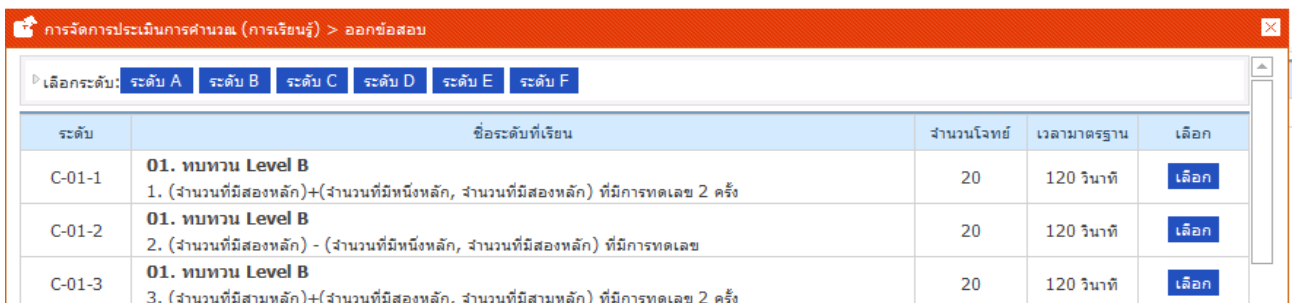 การจัดการประเมินการคำนวณ (การเรียนรู้) > ออกข้อสอบ
เลือกระดับ: ระดับ A ระดับ B ระดับ C ระดับ D ระดับ E ระดับ F
ระดับ ชื่อระดับที่เรียน จำนวนโจทย์ เวลามาตรฐาน เลือก
C-01-1 01. ทบทวน Level B 20 120 วินาที เลือก
1. (จำนวนที่มีสองหลัก)+(จำนวนที่มีหนึ่งหลัก, จำนวนที่มีสองหลัก) ที่มีการทดเลข 2 ครั้ง
C-01-2 01. ทบทวน Level B 20 120 วินาที เลือก
2. (จำนวนที่มีสองหลัก) - (จำนวนที่มีหนึ่งหลัก, จำนวนที่มีสองหลัก) ที่มีการทดเลข
C-01-3 01. ทบทวน Level B 20 120 วินาที เลือก
3. (จำนวนที่มีสามหลัก)+(จำนวนที่มีสองหลัก, จำนวนที่มีสามหลัก) ที่มีการทดเลข 2 ครั้ง